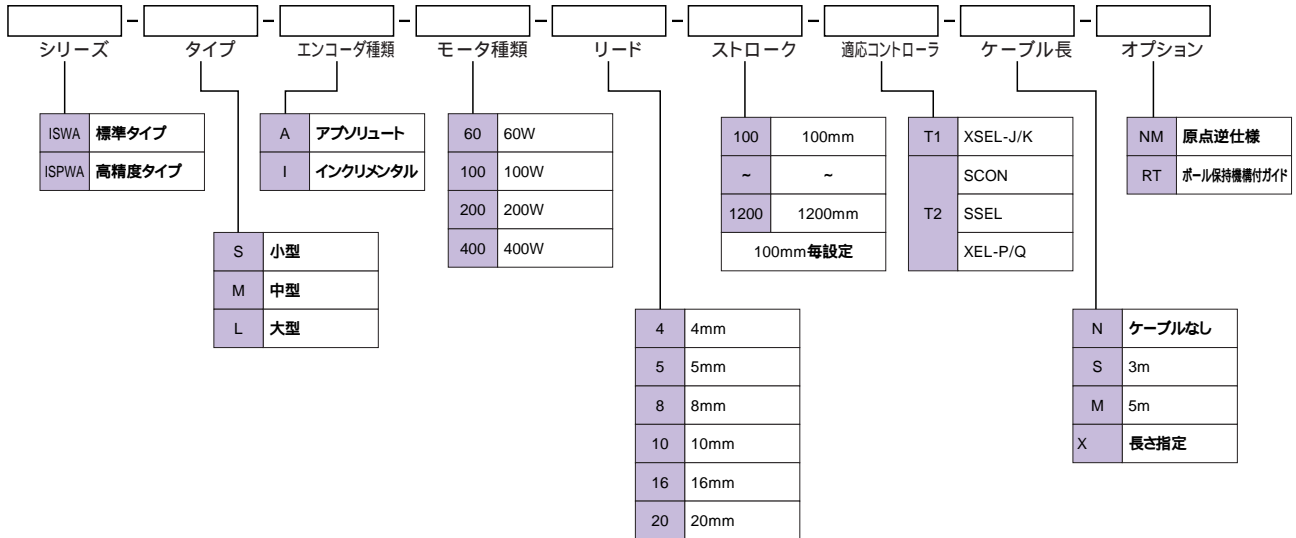 シリーズ
タイプ
エンコーダ種類
モータ種類
リード
ストローク
適応コントローラ
ケーブル長
オプション
ISWA 標準タイプ
ISPWA 高精度タイプ
S 小型
M 中型
L 大型
A アブソリュート
I インクリメンタル
60 60W
100 100W
200 200W
400 400W
4 4mm
5 5mm
8 8mm
10 10mm
16 16mm
20 20mm
100 100mm
~ ~
1200 1200mm
100mm毎設定
T1 XSEL-J/K
T2
SCON
SSEL
XEL-P/Q
N ケーブルなし
S 3m
M 5m
X 長さ指定
NM 原点逆仕様
RT ボール保持機構付ガイド